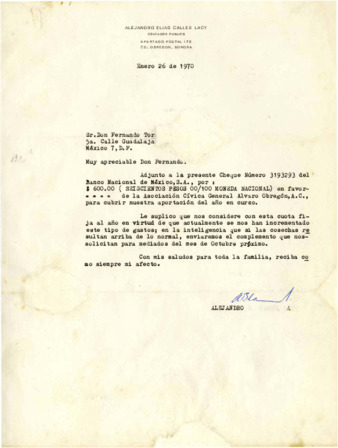 ALEJANDRO ELIAS CALLES LACY
APARTADO POSTAL 172
CD. OBREGON, SONORA
Enero 26 de 1970
Sr.Don Fernando Tor
5a. Calle Guadalaja
México 7,D.F.
Muy apreciable Don Fernando.
Adjunto a la presente Cheque Número 3193293 del
Banco Nacional de México,S.A., por :
$ 600.00 ( SEISCIENTOS PESOS 00/100 MONEDA NACIONAL) en favor-
- - - - de la Asociación Cívica General Alvaro Obregón,A.C.,
para cubrir nuestra aportación del año en curso.
Le suplico que nos considere con esta cuota fi-
ja al año en virtud de que actualmente se nos han incrementado
este tipo de gastos; en la inteligencia que si las cosechas re
sultan arriba de lo normal, enviaremos el complemento que nos-
solicitan para mediados del mes de Octubre próximo.
Con mis saludos para toda la familia, reciba co
mo siempre mi afecto.
ALEJANDRO A